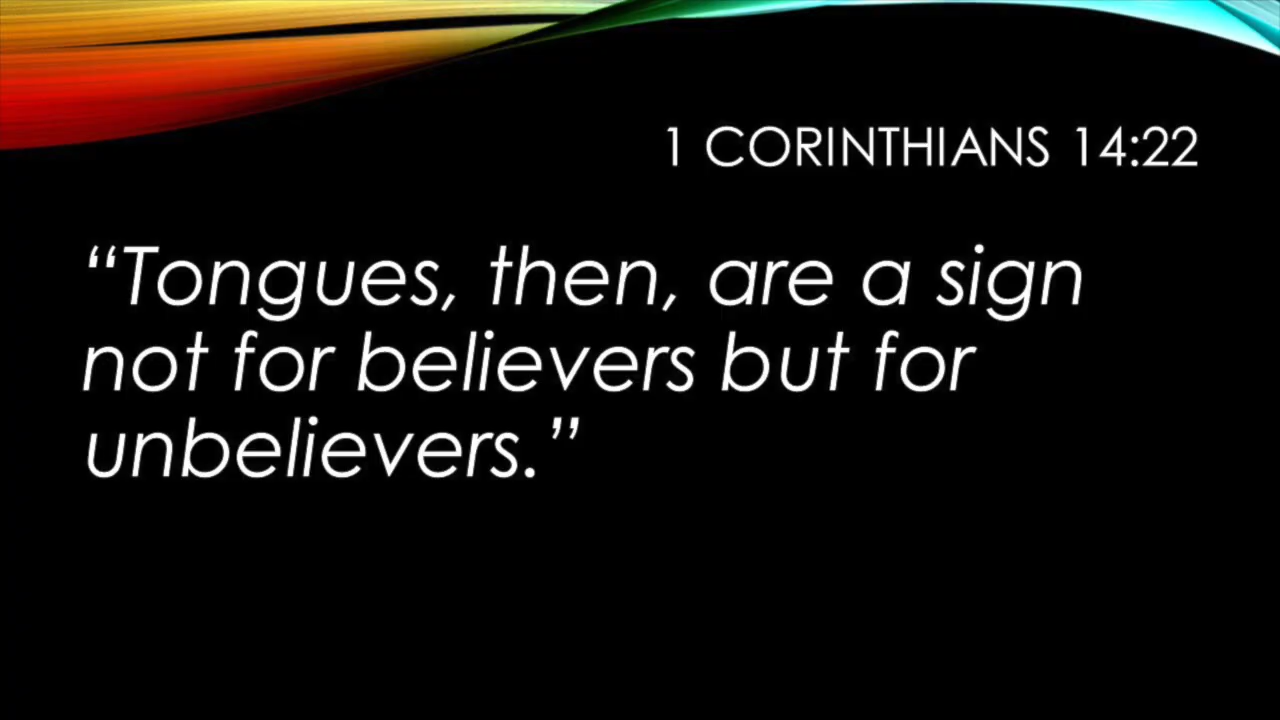 1 CORINTHIANS 14:22
“Tongues, then, are a sign
not for believers but for
unbelievers.”